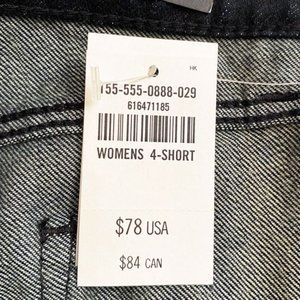 HK
155-555-0888-029
616471185
WOMENS 4-SHORT
$78 USA
$84 CAN